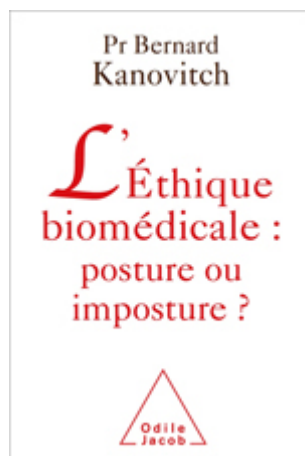 Pr Bernard
Kanovitch
L'Éthique
biomédicale :
posture ou
imposture ?
Odile
Jacob